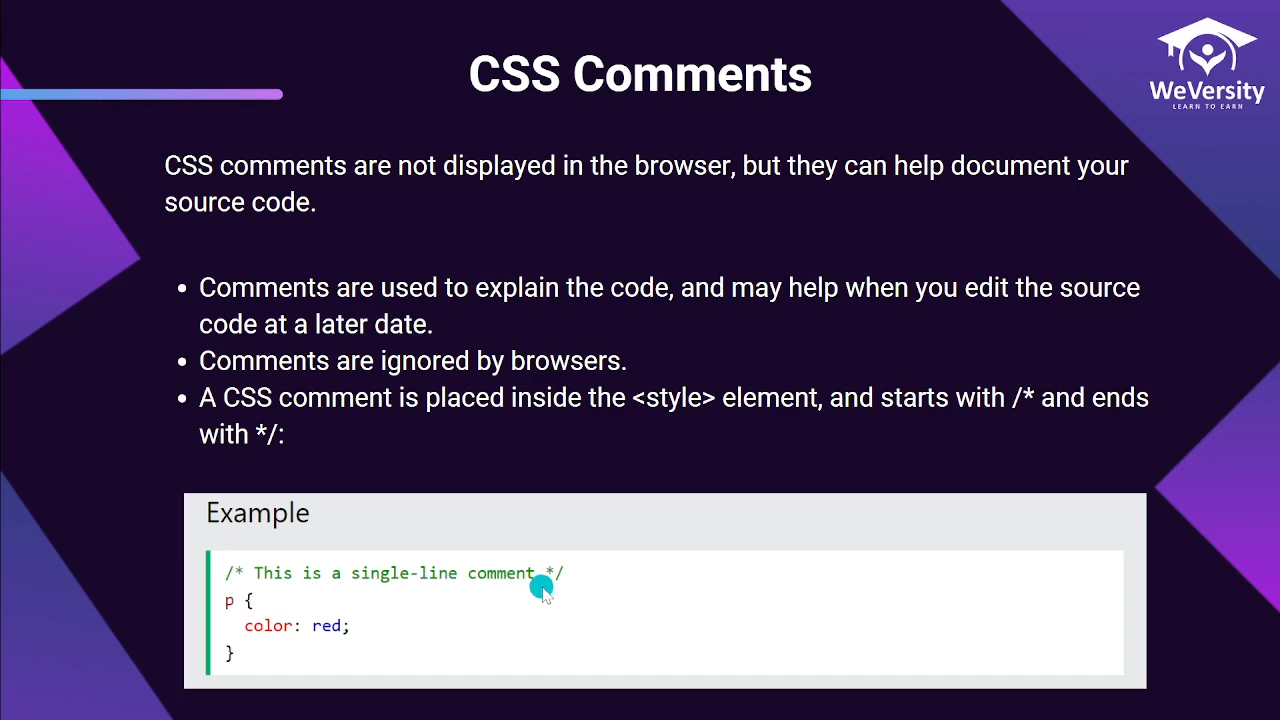 CSS Comments
WeVersity
LEARN TO EARN
CSS comments are not displayed in the browser, but they can help document your
source code.
• Comments are used to explain the code, and may help when you edit the source
code at a later date.
• Comments are ignored by browsers.
• A CSS comment is placed inside the <style> element, and starts with /* and ends
with */:
Example
/* This is a single-line comment */
p {
  color: red;
}